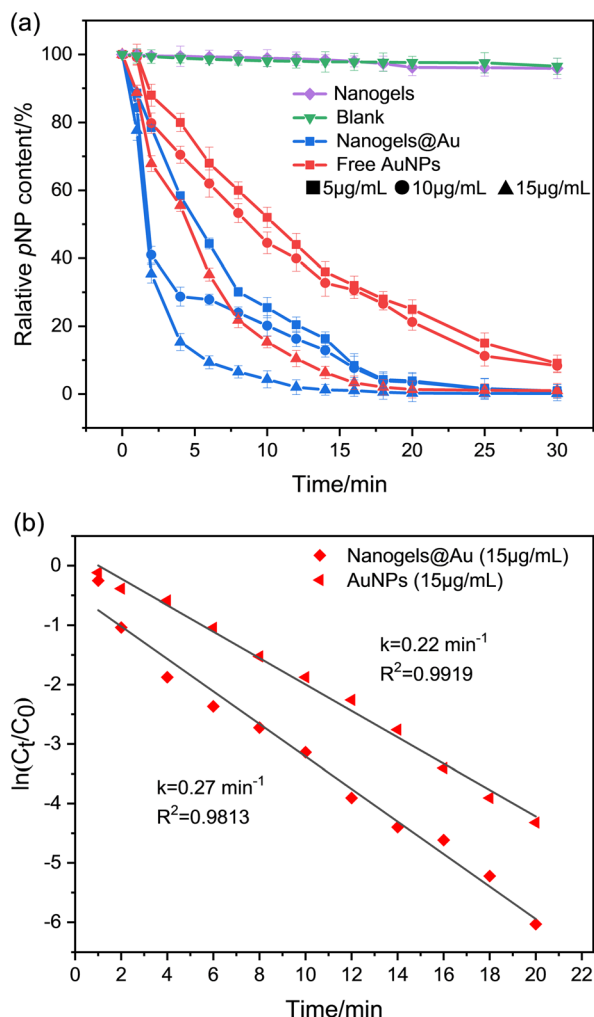 (a)
Ralative pNP content/%
100
80
60
40
20
0
Nanogels
Blank
Nanogels@Au
Free AuNPs
5μg/mL 10μg/mL 15μg/mL
0 5 10 15 20 25 30
Time/min
(b)
ln(Ct/C0)
0
-1
-2
-3
-4
-5
-6
Nanogels@Au (15μg/mL)
AuNPs (15μg/mL)
k=0.22 min⁻¹
R²=0.9919
k=0.27 min⁻¹
R²=0.9813
2 4 6 8 10 12 14 16 18 20 22
Time/min